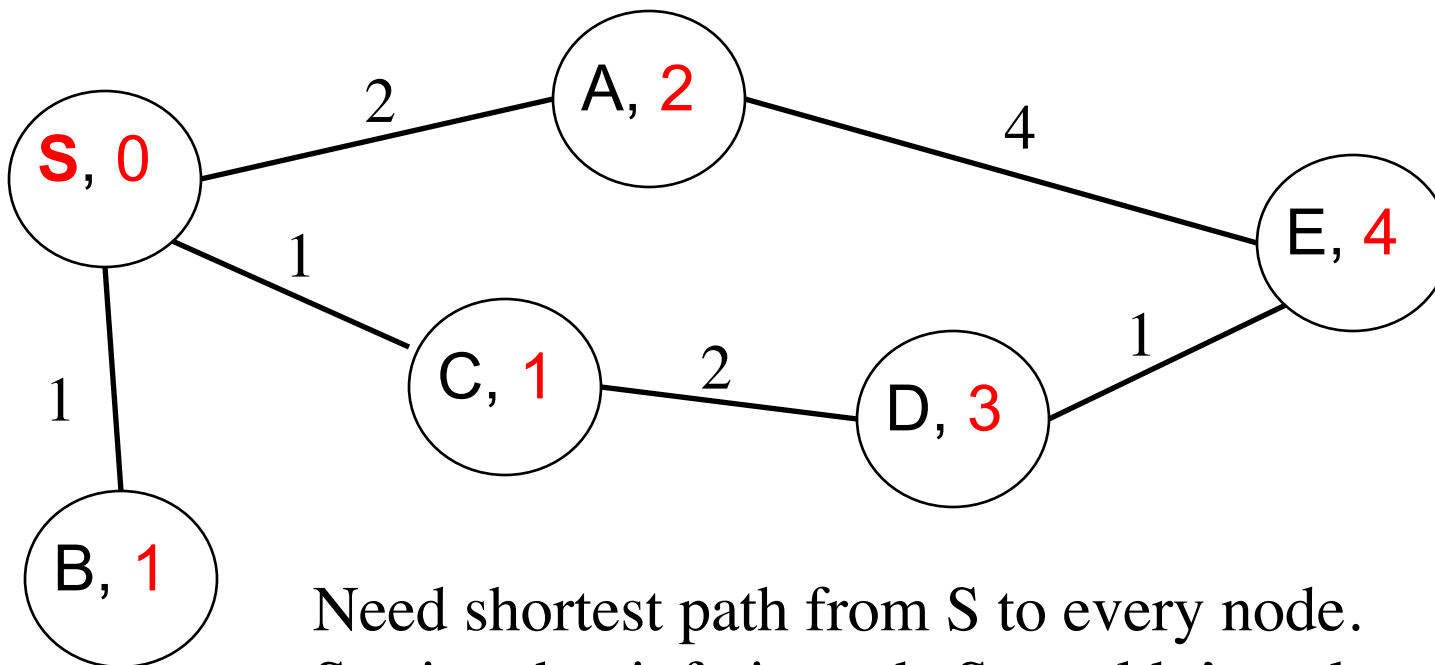 2
A, 2
4
S, 0
E, 4
1
1
C, 1
2
D, 3
1
B, 1
Need shortest path from S to every node.